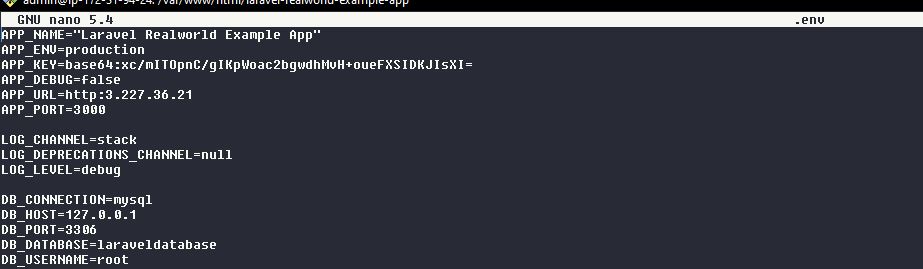 admin@ip-172-31-94-24: /var/www/html/laravel-realworld-example-app
GNU nano 5.4 .env
APP_NAME="Laravel Realworld Example App"
APP_ENV=production
APP_KEY=base64:xc/mITOpnC/gIKpWoac2bgwdhMvH+oueFXSIDKJIsXI=
APP_DEBUG=false
APP_URL=http:3.227.36.21
APP_PORT=3000
LOG_CHANNEL=stack
LOG_DEPRECATIONS_CHANNEL=null
LOG_LEVEL=debug
DB_CONNECTION=mysql
DB_HOST=127.0.0.1
DB_PORT=3306
DB_DATABASE=laraveldatabase
DB_USERNAME=root